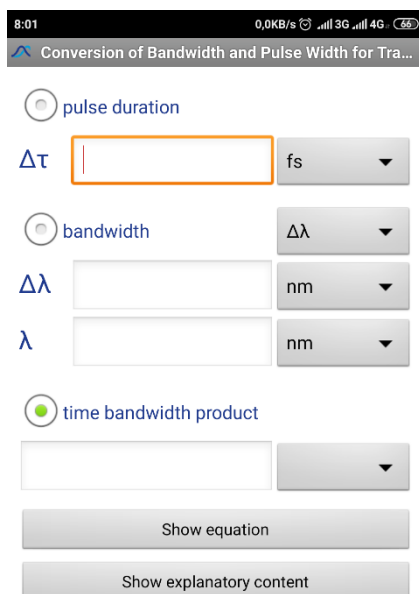 8:01 0,0KB/s 3G 4G 66
Conversion of Bandwidth and Pulse Width for Tra...
pulse duration
Δτ fs
bandwidth Δλ
Δλ nm
λ nm
time bandwidth product
Show equation
Show explanatory content